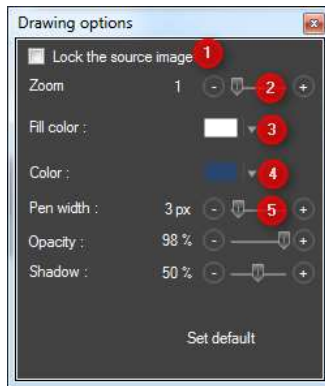 Drawing options
Lock the source image 1
Zoom 1 - 2 +
Fill color : 3
Color : 4
Pen width : 3 px - 5 +
Opacity : 98 % - +
Shadow : 50 % - +
Set default